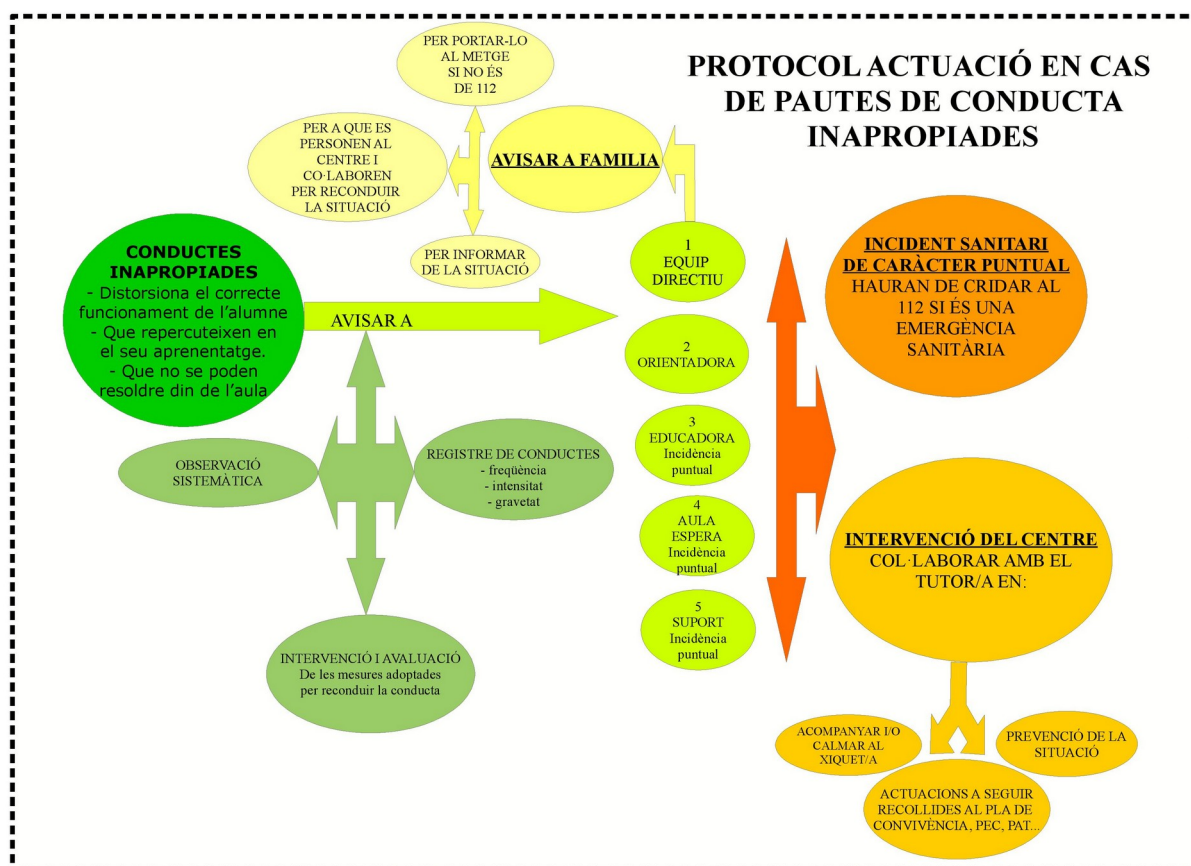 PROTOCOL ACTUACIÓ EN CAS
DE PAUTES DE CONDUCTA
INAPROPIADES
PER PORTAR-LO
AL METGE
SI NO ÉS
DE 112
PER A QUE ES
PERSONEN AL
CENTRE I
CO·LABOREN
PER RECONDUIR
LA SITUACIÓ
AVISAR A FAMILIA
PER INFORMAR
DE LA SITUACIÓ
CONDUCTES
INAPROPIADES
- Distorsiona el correcte
funcionament de l'alumne
- Que repercuteixen en
el seu aprenentatge.
- Que no se poden
resoldre din de l'aula
AVISAR A
1
EQUIP
DIRECTIU
2
ORIENTADORA
3
EDUCADORA
Incidència
puntual
4
AULA
ESPERA
Incidència
puntual
5
SUPORT
Incidència
puntual
OBSERVACIÓ
SISTEMÀTICA
REGISTRE DE CONDUCTES
- freqüència
- intensitat
- gravetat
INTERVENCIÓ I AVALUACIÓ
De les mesures adoptades
per reconduir la conducta
INCIDENT SANITARI
DE CARÀCTER PUNTUAL
HAURAN DE CRIDAR AL
112 SI ÉS UNA
EMERGÈNCIA
SANITÀRIA
INTERVENCIÓ DEL CENTRE
COL·LABORAR AMB EL
TUTOR/A EN:
ACOMPANYAR I/O
CALMAR AL
XIQUET/A
PREVENCIÓ DE LA
SITUACIÓ
ACTUACIONS A SEGUIR
RECOLLIDES AL PLA DE
CONVIVÈNCIA, PEC, PAT...